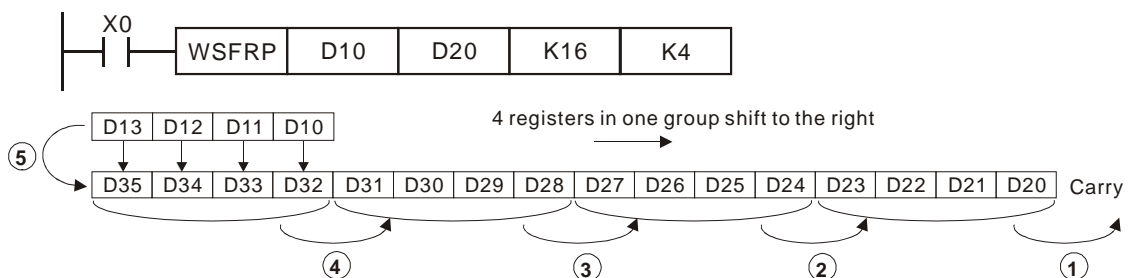 X0
WSFRP D10 D20 K16 K4
4 registers in one group shift to the right
D13 D12 D11 D10
5
D35 D34 D33 D32 D31 D30 D29 D28 D27 D26 D25 D24 D23 D22 D21 D20 Carry
4 3 2 1